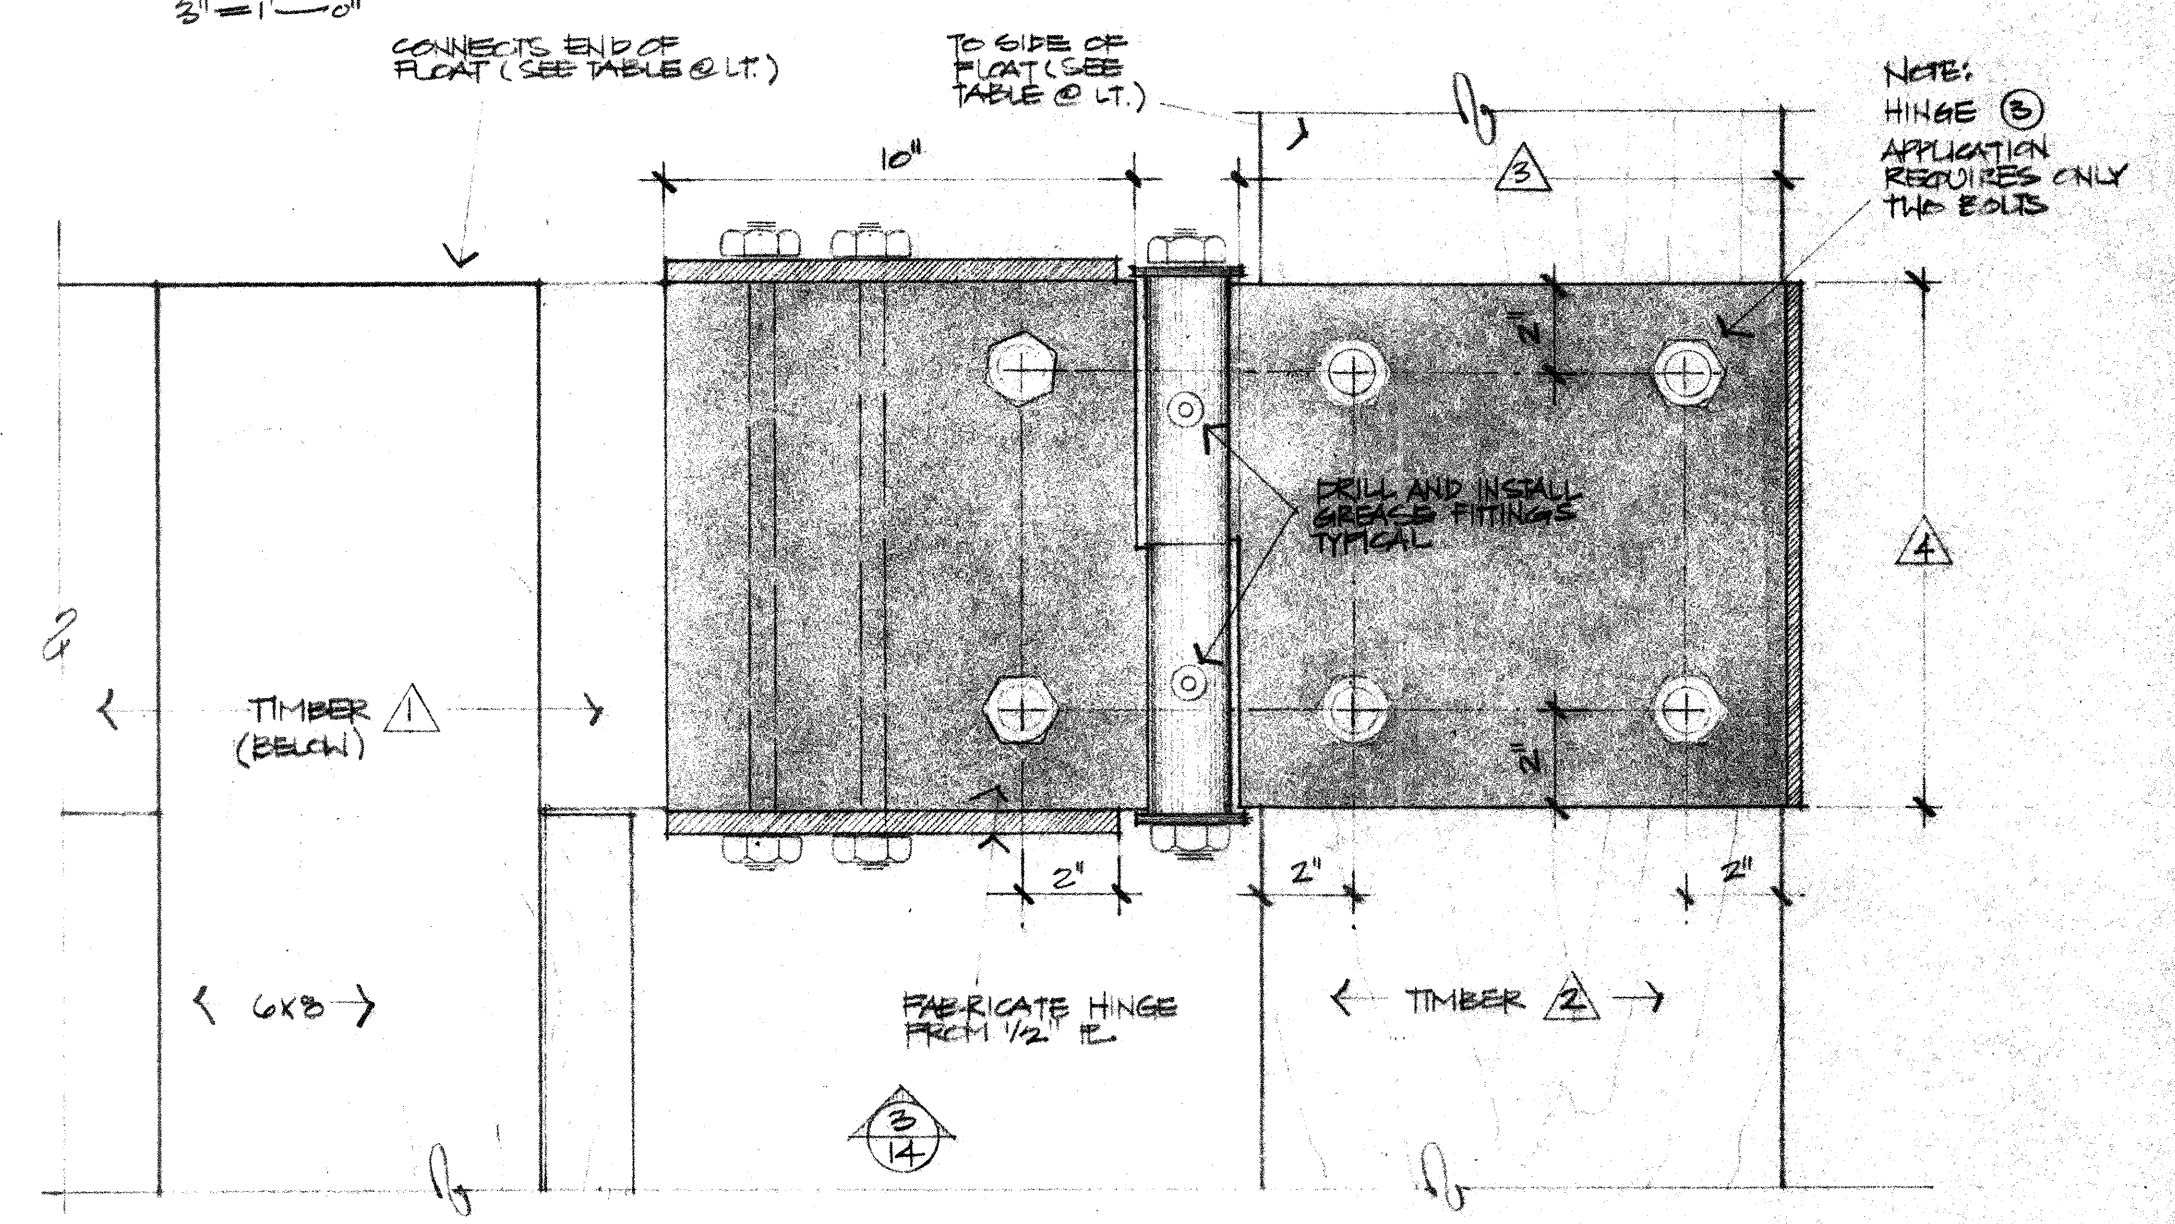 3"=1'—0"
CONNECTS END OF
FLOAT (SEE TABLE @ LT.)
TO SIDE OF
FLOAT (SEE
TABLE @ LT.)
NOTE:
HINGE 3
APPLICATION
REQUIRES ONLY
TWO BOLTS
10"
3
2"
DRILL AND INSTALL
GREASE FITTINGS
TYPICAL
4
TIMBER 1
(BELOW)
2"
2"
2"
2"
6X8
FABRICATE HINGE
FROM 1/2" PL.
TIMBER 2
3
14